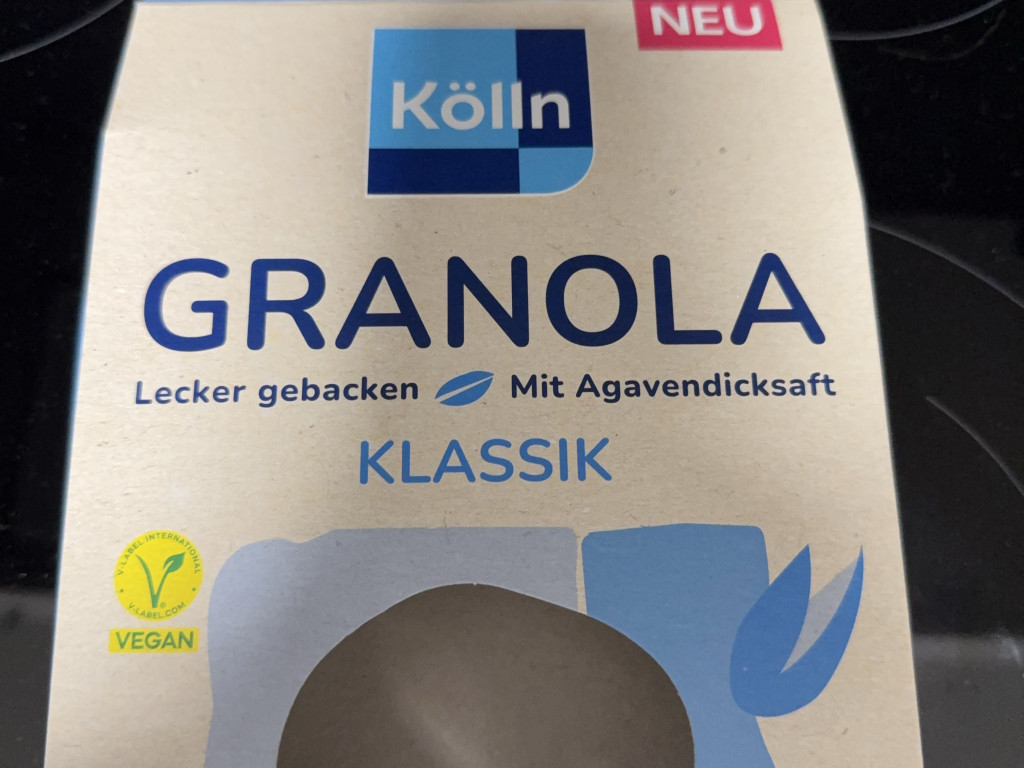 NEU
Kölln
GRANOLA
Lecker gebacken Mit Agavendicksaft
KLASSIK
V-LABEL INTERNATIONAL
V-LABEL.COM
VEGAN